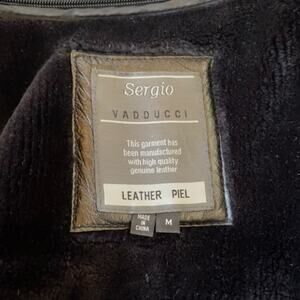 Sergio
VADDUCCI
This garment has
been manufactured
with high quality
genuine leather
LEATHER PIEL
MADE
IN
CHINA
M